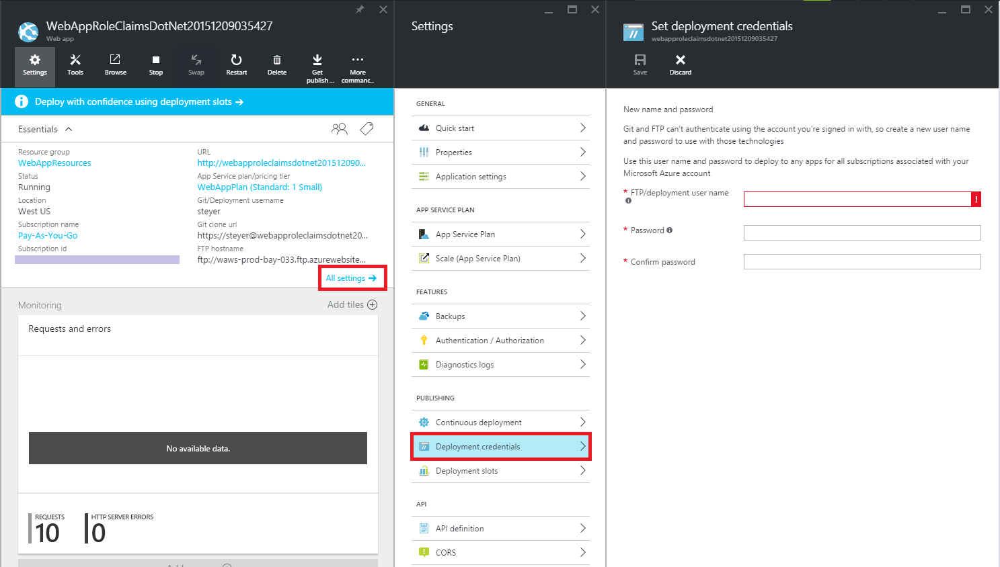 WebAppRoleClaimsDotNet20151209035427
Web app
Settings
Tools
Browse
Stop
Swap
Restart
Delete
Get
publish ...
More
commanc...
Deploy with confidence using deployment slots →
Essentials
Resource group
WebAppResources
Status
Running
Location
West US
Subscription name
Pay-As-You-Go
Subscription id
URL
http://webapproleclaimsdotnet201512090...
App Service plan/pricing tier
WebAppPlan (Standard: 1 Small)
Git/Deployment username
steyer
Git clone url
https://steyer@webapproleclaimsdotnet20...
FTP hostname
ftp://waws-prod-bay-033.ftp.azurewebsite...
All settings →
Monitoring
Add tiles
Requests and errors
No available data.
REQUESTS
10
HTTP SERVER ERRORS
0
Settings
GENERAL
Quick start
Properties
Application settings
APP SERVICE PLAN
App Service Plan
Scale (App Service Plan)
FEATURES
Backups
Authentication / Authorization
Diagnostics logs
PUBLISHING
Continuous deployment
Deployment credentials
Deployment slots
API
API definition
CORS
Set deployment credentials
webapproleclaimsdotnet20151209035427
Save
Discard
New name and password
Git and FTP can't authenticate using the account you're signed in with, so create a new user name
and password to use with those technologies
Use this user name and password to deploy to any apps for all subscriptions associated with your
Microsoft Azure account
* FTP/deployment user name
!
* Password
* Confirm password